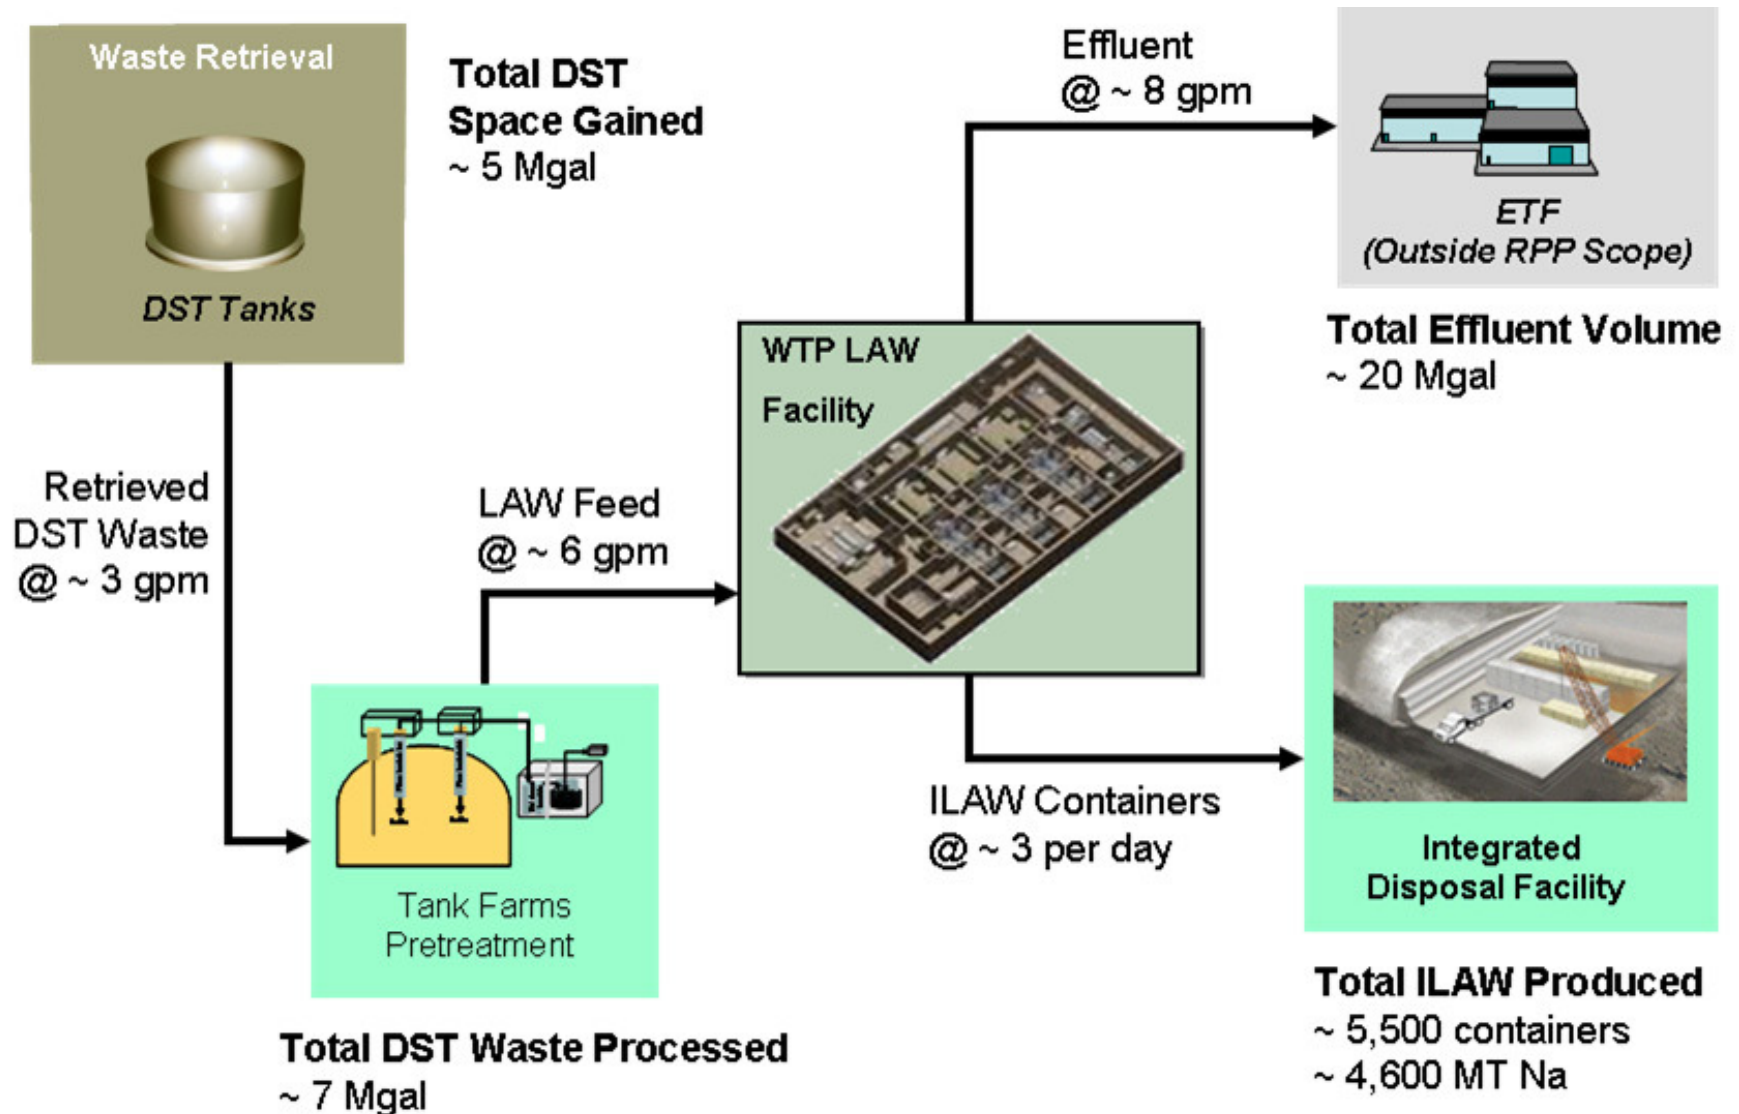 Waste Retrieval
DST Tanks
Total DST
Space Gained
~ 5 Mgal
Effluent
@ ~ 8 gpm
ETF
(Outside RPP Scope)
Total Effluent Volume
~ 20 Mgal
WTP LAW
Facility
Retrieved
DST Waste
@ ~ 3 gpm
LAW Feed
@ ~ 6 gpm
Tank Farms
Pretreatment
Total DST Waste Processed
~ 7 Mgal
ILAW Containers
@ ~ 3 per day
Integrated
Disposal Facility
Total ILAW Produced
~ 5,500 containers
~ 4,600 MT Na